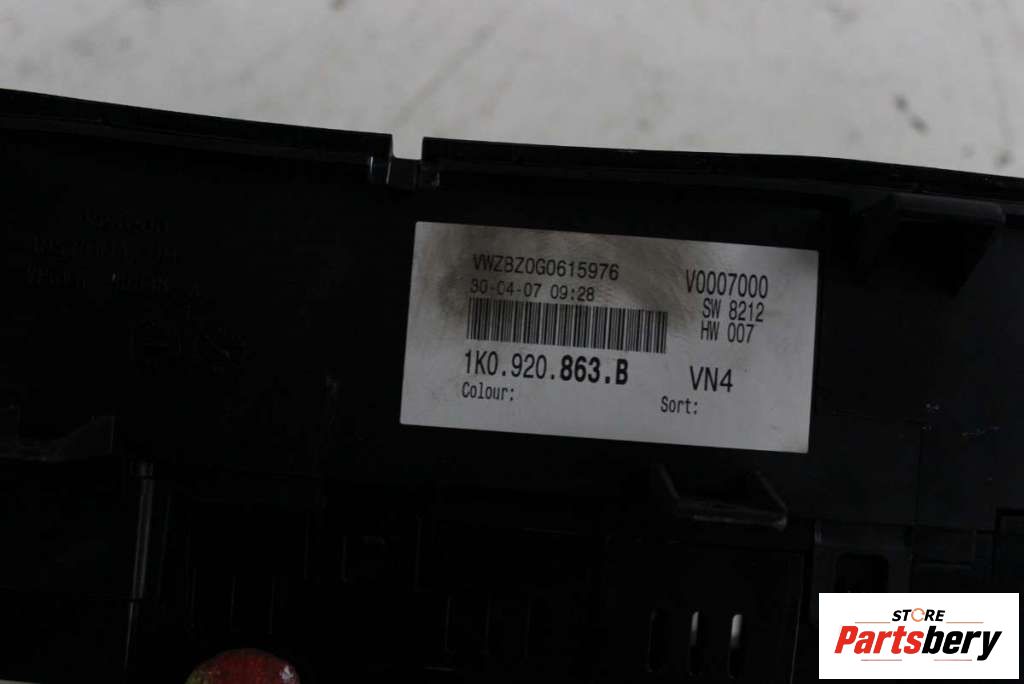 VWZ8Z0G0615976
30-04-07 09:28
V0007000
SW 8212
HW 007
1K0.920.863.B
VN4
Colour:
Sort:
STORE
Partsbery